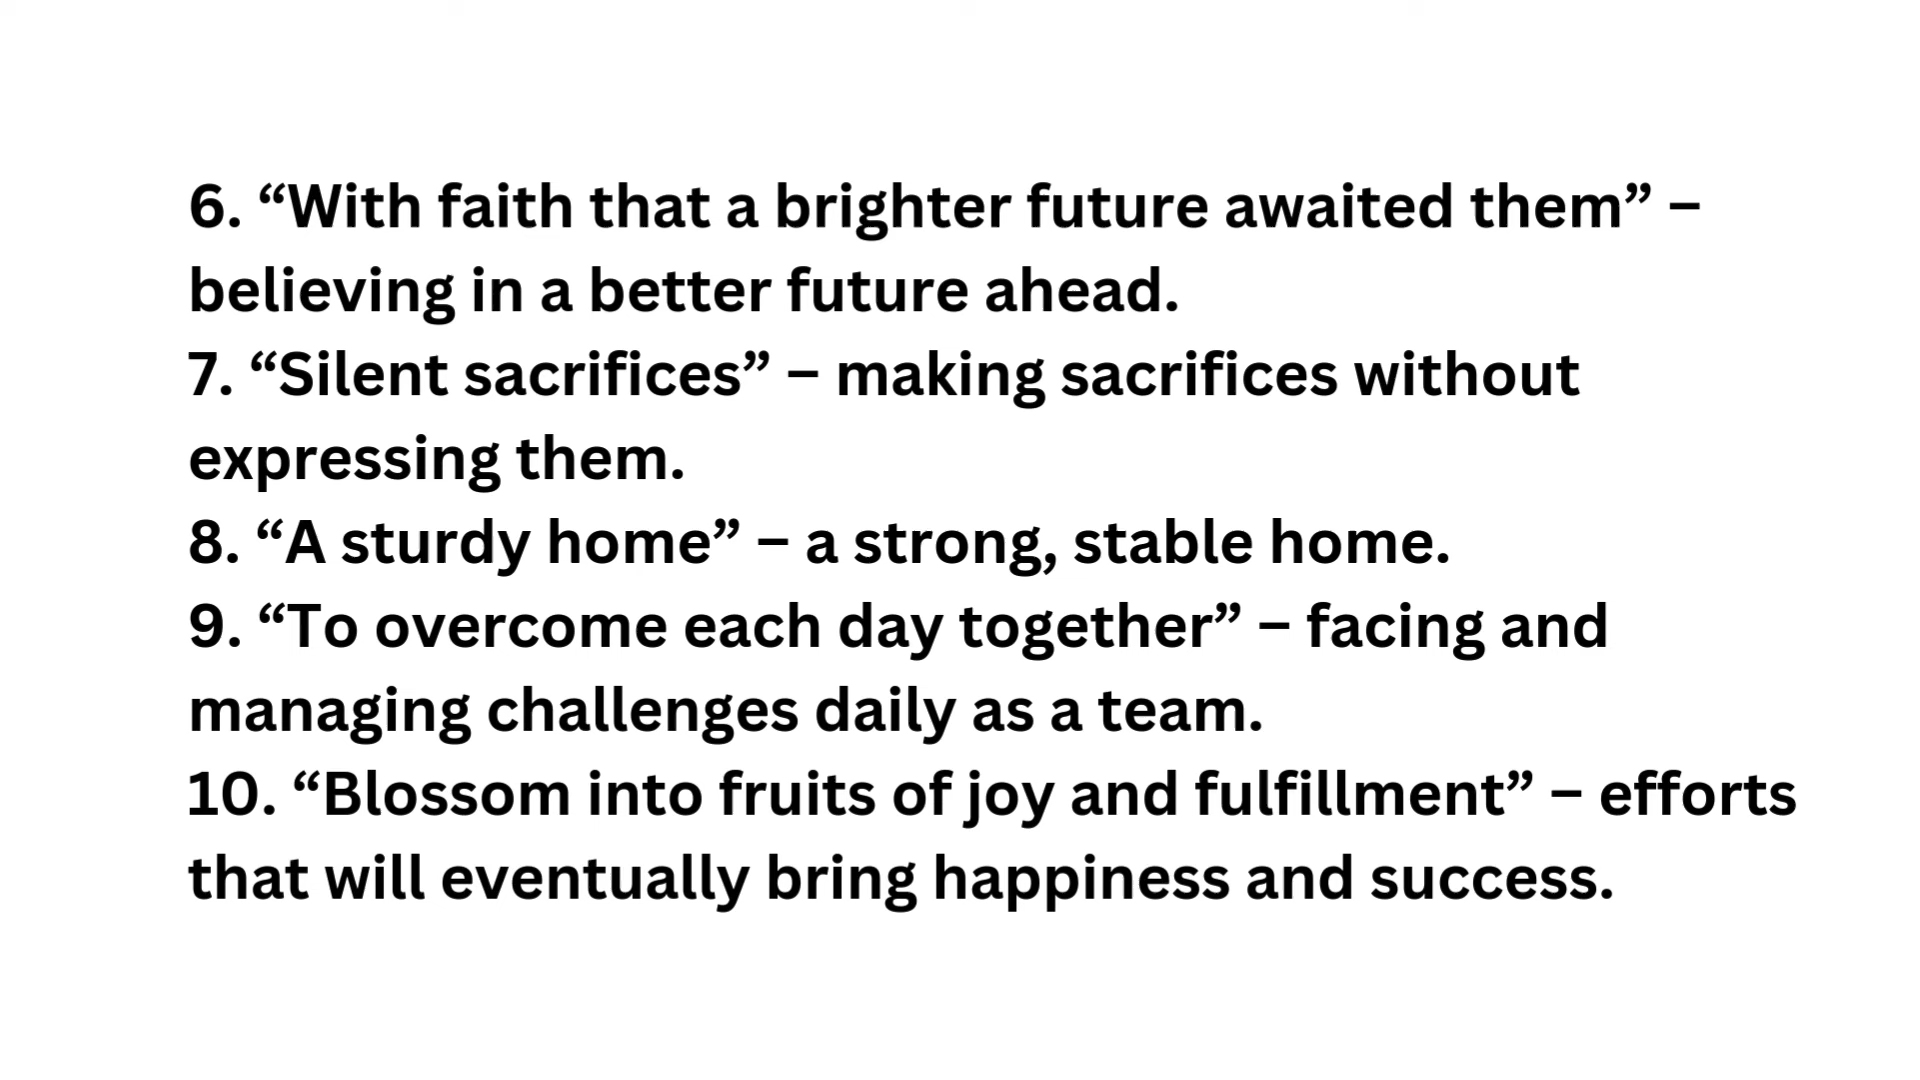 6. “With faith that a brighter future awaited them” –
believing in a better future ahead.
7. “Silent sacrifices” – making sacrifices without
expressing them.
8. “A sturdy home” – a strong, stable home.
9. “To overcome each day together” – facing and
managing challenges daily as a team.
10. “Blossom into fruits of joy and fulfillment” – efforts
that will eventually bring happiness and success.